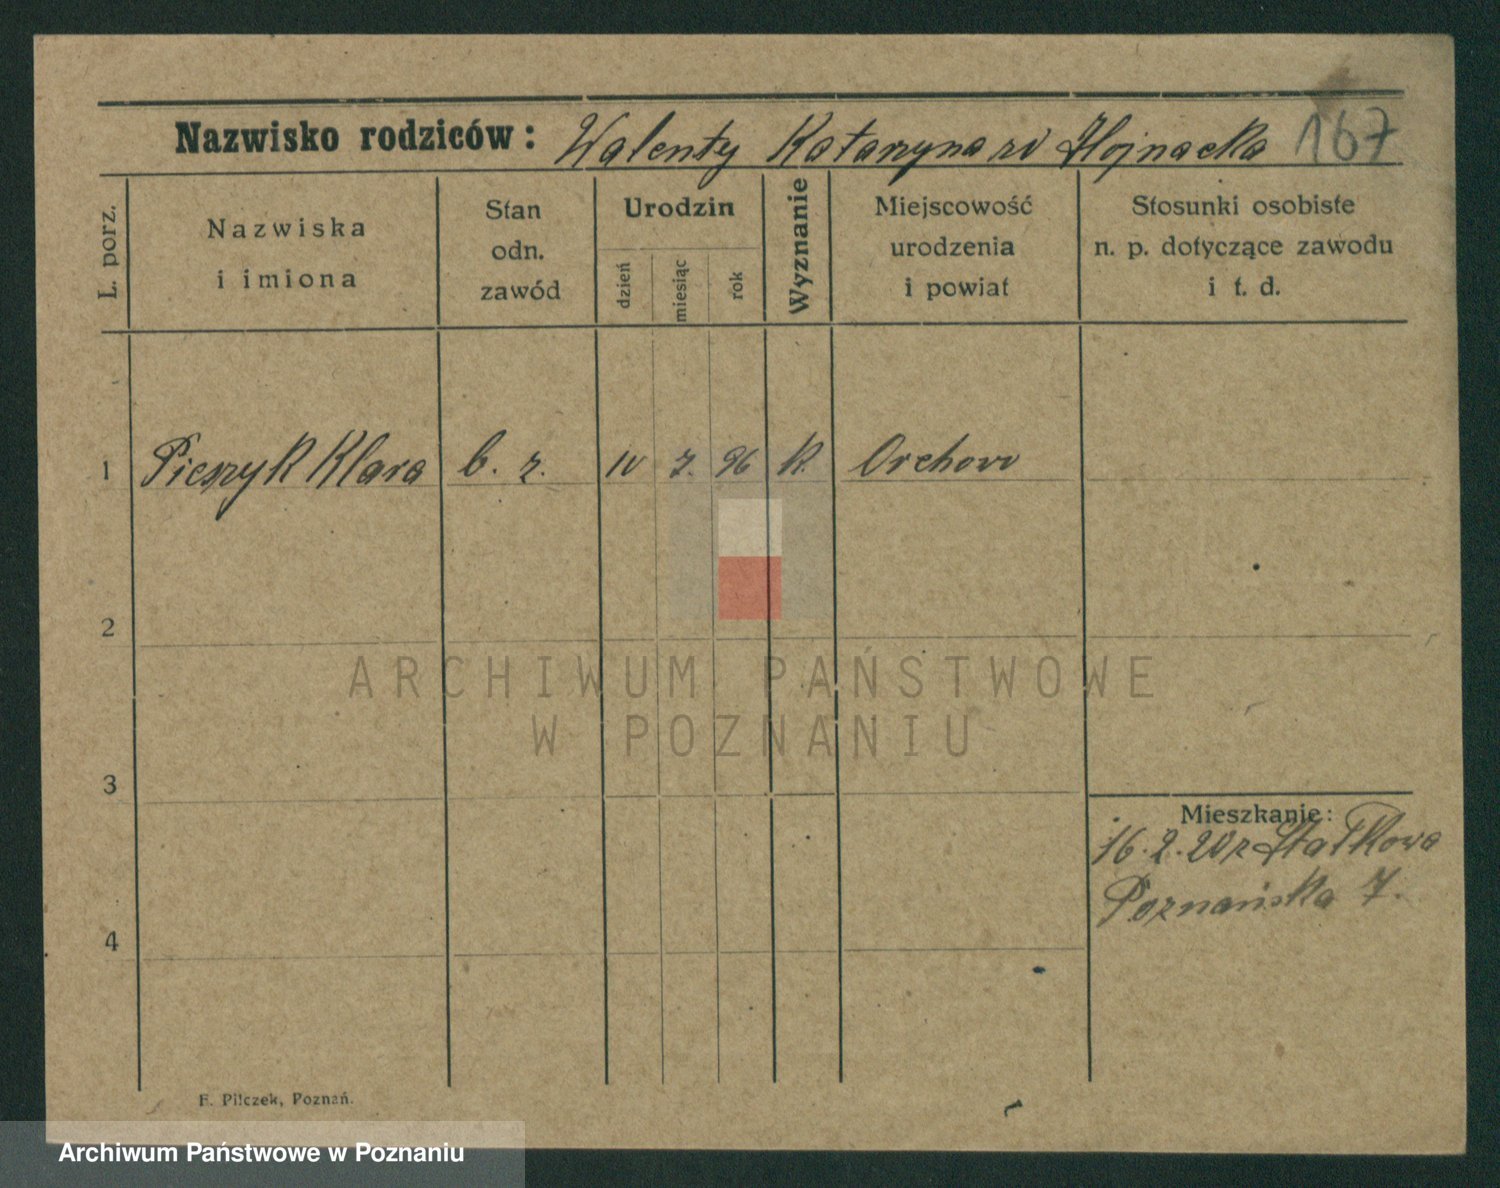 Nazwisko rodziców: Walenty Katarzyna 167
L. porz.
Nazwiska
i imiona
Stan
odn.
zawód
Urodzin
dzień
miesiąc
rok
Wyznanie
Miejscowość
urodzenia
i powiat
Stosunki osobiste
n. p. dotyczące zawodu
i t. d.
1 Pieszyk Klara b. r. 10 7. 96 k. Orchowo
2
ARCHIWUM PAŃSTWOWE
W POZNANIU
3
Mieszkanie:
16. 2. 20 r
Poznańska 7.
4
F. Pilczek, Poznań.
Archiwum Państwowe w Poznaniu